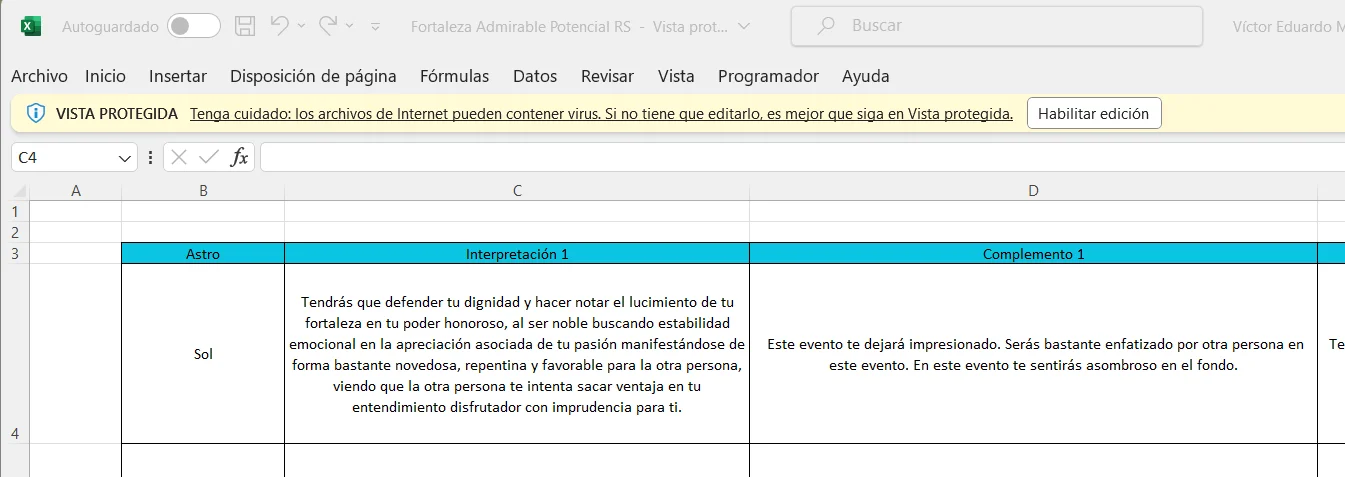 Autoguardado
Fortaleza Admirable Potencial RS - Vista prot...
Buscar
Víctor Eduardo M
Archivo Inicio Insertar Disposición de página Fórmulas Datos Revisar Vista Programador Ayuda
VISTA PROTEGIDA Tenga cuidado: los archivos de Internet pueden contener virus. Si no tiene que editarlo, es mejor que siga en Vista protegida. Habilitar edición
C4 fx
A B C D
1
2
3 Astro Interpretación 1 Complemento 1
Tendrás que defender tu dignidad y hacer notar el lucimiento de tu
fortaleza en tu poder honoroso, al ser noble buscando estabilidad
emocional en la apreciación asociada de tu pasión manifestándose de
forma bastante novedosa, repentina y favorable para la otra persona,
viendo que la otra persona te intenta sacar ventaja en tu
entendimiento disfrutador con imprudencia para ti.
Sol
Este evento te dejará impresionado. Serás bastante enfatizado por otra persona en
este evento. En este evento te sentirás asombroso en el fondo.
Te
4